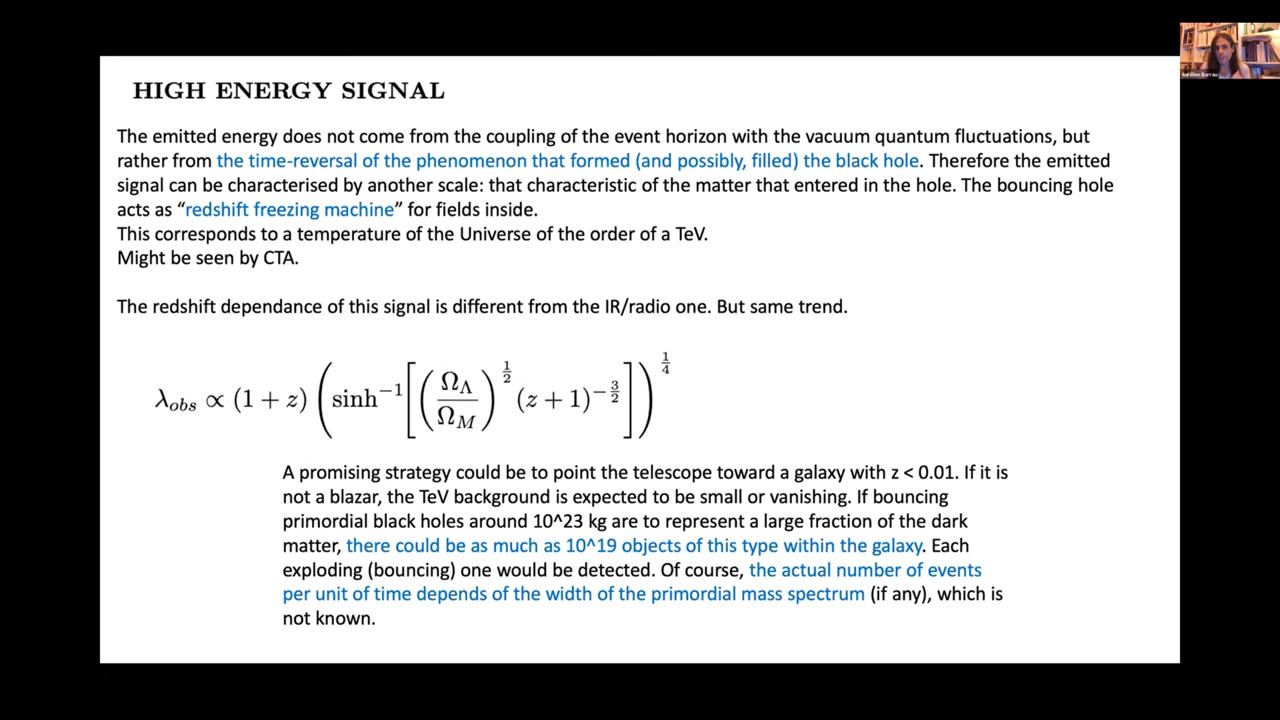 HIGH ENERGY SIGNAL
The emitted energy does not come from the coupling of the event horizon with the vacuum quantum fluctuations, but
rather from the time-reversal of the phenomenon that formed (and possibly, filled) the black hole. Therefore the emitted
signal can be characterised by another scale: that characteristic of the matter that entered in the hole. The bouncing hole
acts as “redshift freezing machine” for fields inside.
This corresponds to a temperature of the Universe of the order of a TeV.
Might be seen by CTA.
The redshift dependance of this signal is different from the IR/radio one. But same trend.
λobs ∝ (1 + z) ( sinh⁻¹ [ ( ΩΛ / ΩM )^{1/2} (z + 1)^{-3/2} ] )^{1/4}
A promising strategy could be to point the telescope toward a galaxy with z < 0.01. If it is
not a blazar, the TeV background is expected to be small or vanishing. If bouncing
primordial black holes around 10^23 kg are to represent a large fraction of the dark
matter, there could be as much as 10^19 objects of this type within the galaxy. Each
exploding (bouncing) one would be detected. Of course, the actual number of events
per unit of time depends of the width of the primordial mass spectrum (if any), which is
not known.